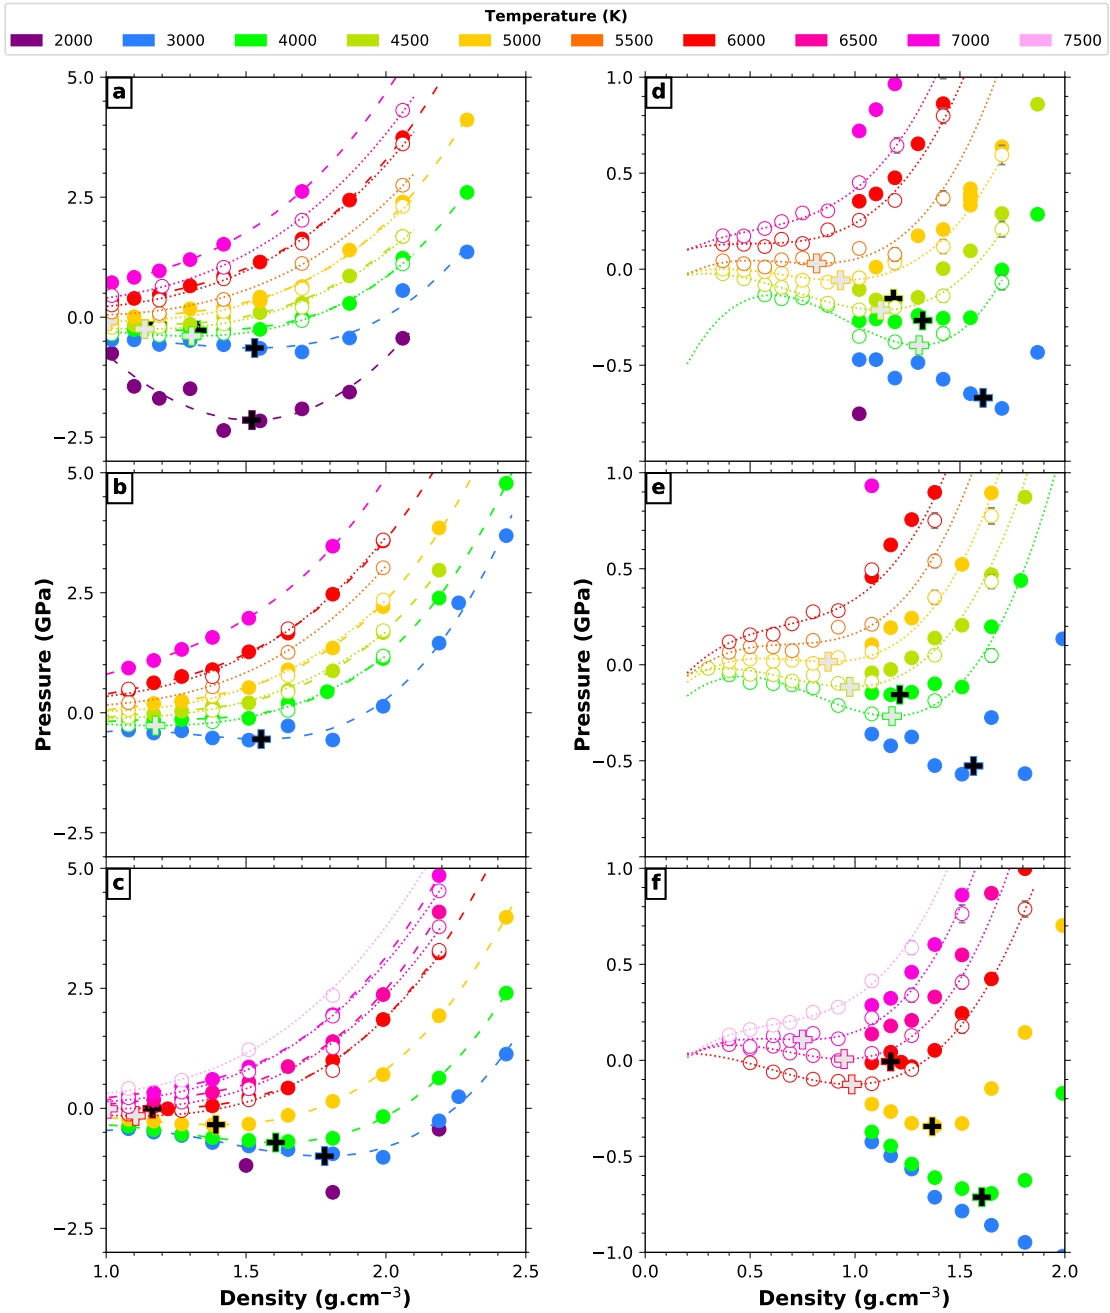 Temperature (K)
2000 3000 4000 4500 5000 5500 6000 6500 7000 7500
a
5.0
2.5
0.0
−2.5
b
5.0
2.5
0.0
−2.5
c
5.0
2.5
0.0
−2.5
1.0 1.5 2.0 2.5
Pressure (GPa)
Density (g.cm⁻³)
d
1.0
0.5
0.0
−0.5
e
1.0
0.5
0.0
−0.5
f
1.0
0.5
0.0
−0.5
−1.0
0.0 0.5 1.0 1.5 2.0
Pressure (GPa)
Density (g.cm⁻³)